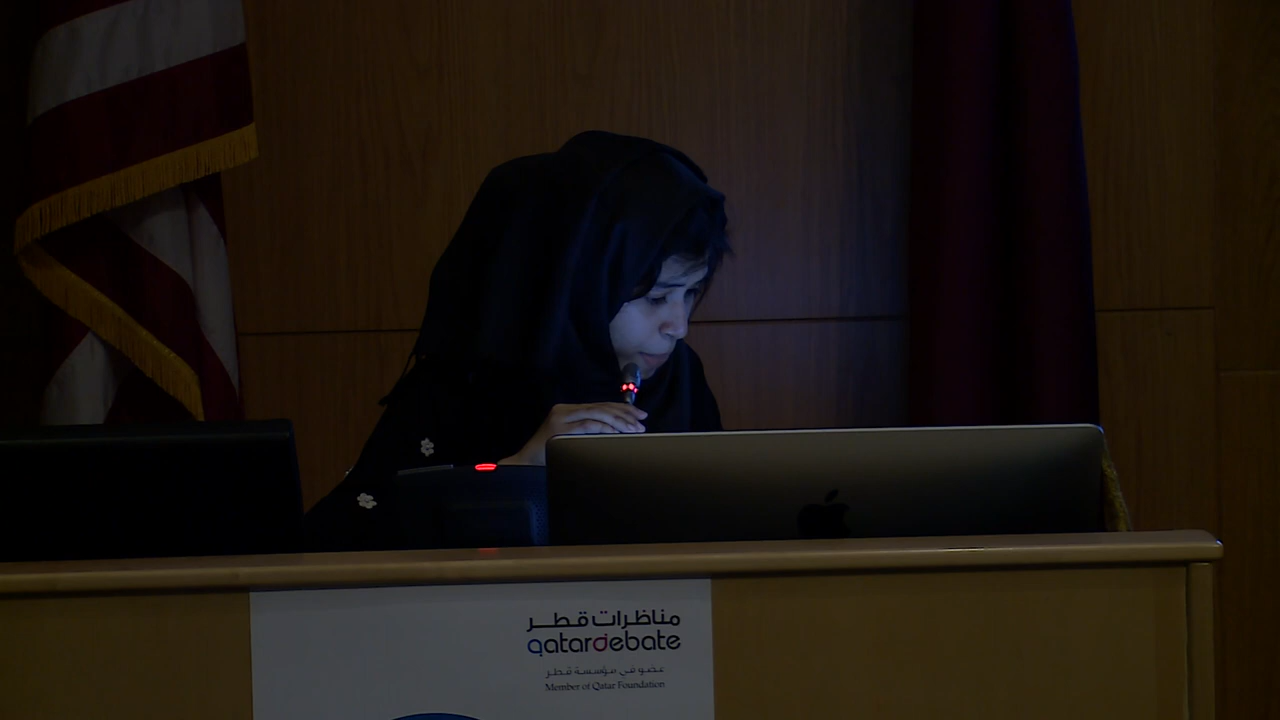 مناظرات قطر
qatardebate
عضو في مؤسسة قطر
Member of Qatar Foundation